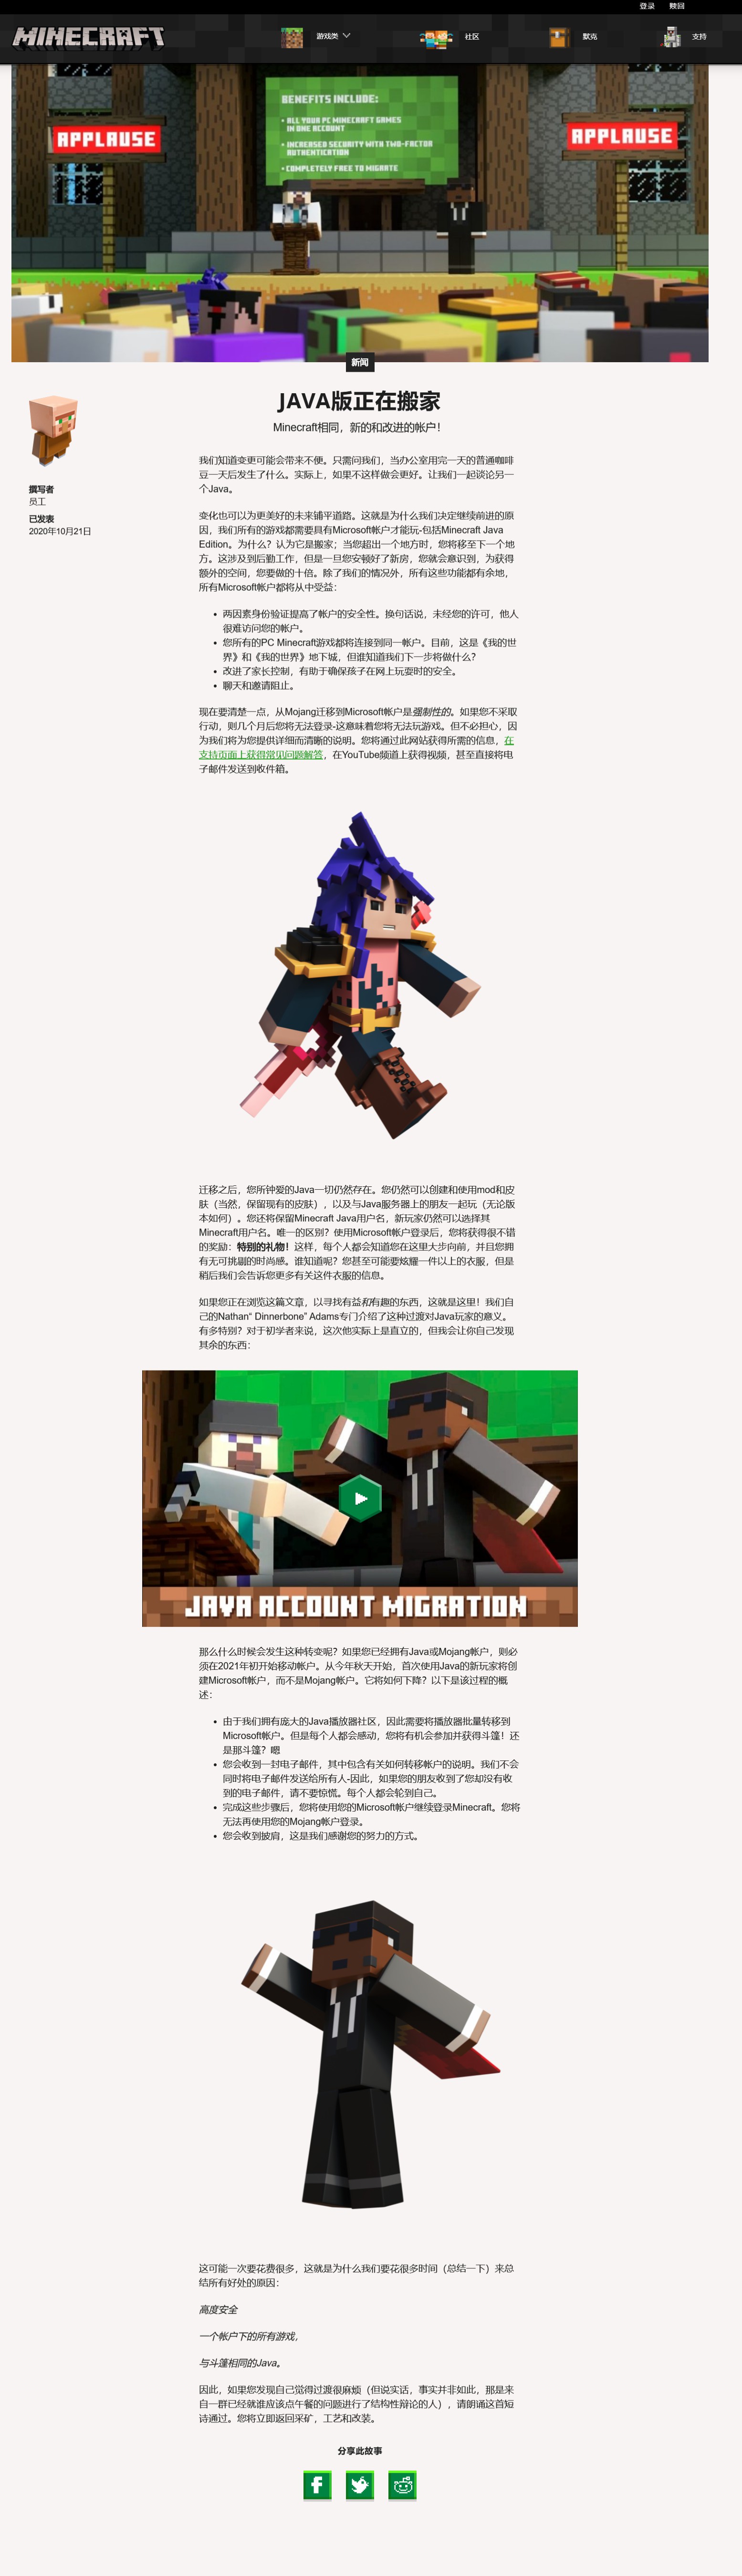 登录 赎回
MINECRAFT 游戏类 社区 默克 支持
BENEFITS INCLUDE:
• ALL YOUR PC MINECRAFT GAMES
IN ONE ACCOUNT
• INCREASED SECURITY WITH TWO-FACTOR
AUTHENTICATION
• COMPLETELY FREE TO MIGRATE
APPLAUSE
APPLAUSE
新闻
JAVA版正在搬家
Minecraft相同，新的和改进的帐户！
撰写者
员工
已发表
2020年10月21日
我们知道变更可能会带来不便。只需问我们，当办公室用完一天的普通咖啡
豆一天后发生了什么。实际上，如果不这样做会更好。让我们一起谈论另一
个Java。
变化也可以为更美好的未来铺平道路。这就是为什么我们决定继续前进的原
因，我们所有的游戏都需要具有Microsoft帐户才能玩-包括Minecraft Java
Edition。为什么？认为它是搬家；当您超出一个地方时，您将移至下一个地
方。这涉及到后勤工作，但是一旦您安顿好了新房，您就会意识到，为获得
额外的空间，您要做的十倍。除了我们的情况外，所有这些功能都有余地，
所有Microsoft帐户都将从中受益：
• 两因素身份验证提高了帐户的安全性。换句话说，未经您的许可，他人
很难访问您的帐户。
• 您所有的PC Minecraft游戏都将连接到同一帐户。目前，这是《我的世
界》和《我的世界》地下城，但谁知道我们下一步将做什么？
• 改进了家长控制，有助于确保孩子在网上玩耍时的安全。
• 聊天和邀请阻止。
现在要清楚一点，从Mojang迁移到Microsoft帐户是强制性的。如果您不采取
行动，则几个月后您将无法登录-这意味着您将无法玩游戏。但不必担心，因
为我们将为您提供详细而清晰的说明。您将通过此网站获得所需的信息，在
支持页面上获得常见问题解答，在YouTube频道上获得视频，甚至直接将电
子邮件发送到收件箱。
迁移之后，您所钟爱的Java一切仍然存在。您仍然可以创建和使用mod和皮
肤（当然，保留现有的皮肤），以及与Java服务器上的朋友一起玩（无论版
本如何）。您还将保留Minecraft Java用户名，新玩家仍然可以选择其
Minecraft用户名。唯一的区别？使用Microsoft帐户登录后，您将获得很不错
的奖励：特别的礼物！这样，每个人都会知道您在这里大步向前，并且您拥
有无可挑剔的时尚感。谁知道呢？您甚至可能要炫耀一件以上的衣服，但是
稍后我们会告诉您更多有关这件衣服的信息。
如果您正在浏览这篇文章，以寻找有益和有趣的东西，这就是这里！我们自
己的Nathan“ Dinnerbone” Adams专门介绍了这种过渡对Java玩家的意义。
有多特别？对于初学者来说，这次他实际上是直立的，但我会让你自己发现
其余的东西：
JAVA ACCOUNT MIGRATION
那么什么时候会发生这种转变呢？如果您已经拥有Java或Mojang帐户，则必
须在2021年初开始移动帐户。从今年秋天开始，首次使用Java的新玩家将创
建Microsoft帐户，而不是Mojang帐户。它将如何下降？以下是该过程的概
述：
• 由于我们拥有庞大的Java播放器社区，因此需要将播放器批量转移到
Microsoft帐户。但是每个人都会感动，您将有机会参加并获得斗篷！还
是那斗篷？嗯
• 您会收到一封电子邮件，其中包含有关如何转移帐户的说明。我们不会
同时将电子邮件发送给所有人-因此，如果您的朋友收到了您却没有收
到的电子邮件，请不要惊慌。每个人都会轮到自己。
• 完成这些步骤后，您将使用您的Microsoft帐户继续登录Minecraft。您将
无法再使用您的Mojang帐户登录。
• 您会收到披肩，这是我们感谢您的努力的方式。
这可能一次要花费很多，这就是为什么我们要花很多时间（总结一下）来总
结所有好处的原因：
高度安全
一个帐户下的所有游戏，
与斗篷相同的Java。
因此，如果您发现自己觉得过渡很麻烦（但说实话，事实并非如此，那是来
自一群已经就谁应该点午餐的问题进行了结构性辩论的人），请朗诵这首短
诗通过。您将立即返回采矿，工艺和改装。
分享此故事